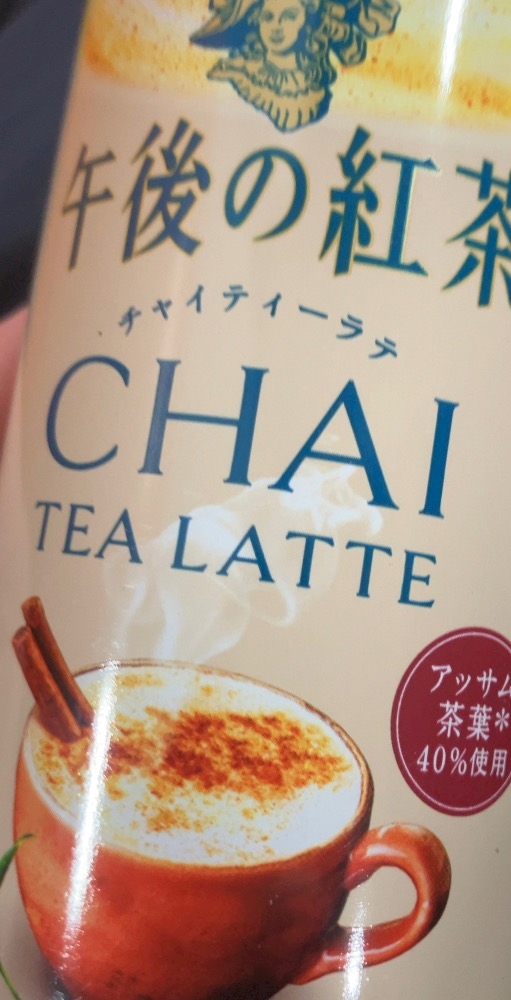 午後の紅茶
チャイティーラテ
CHAI
TEA LATTE
アッサム
茶葉*
40%使用